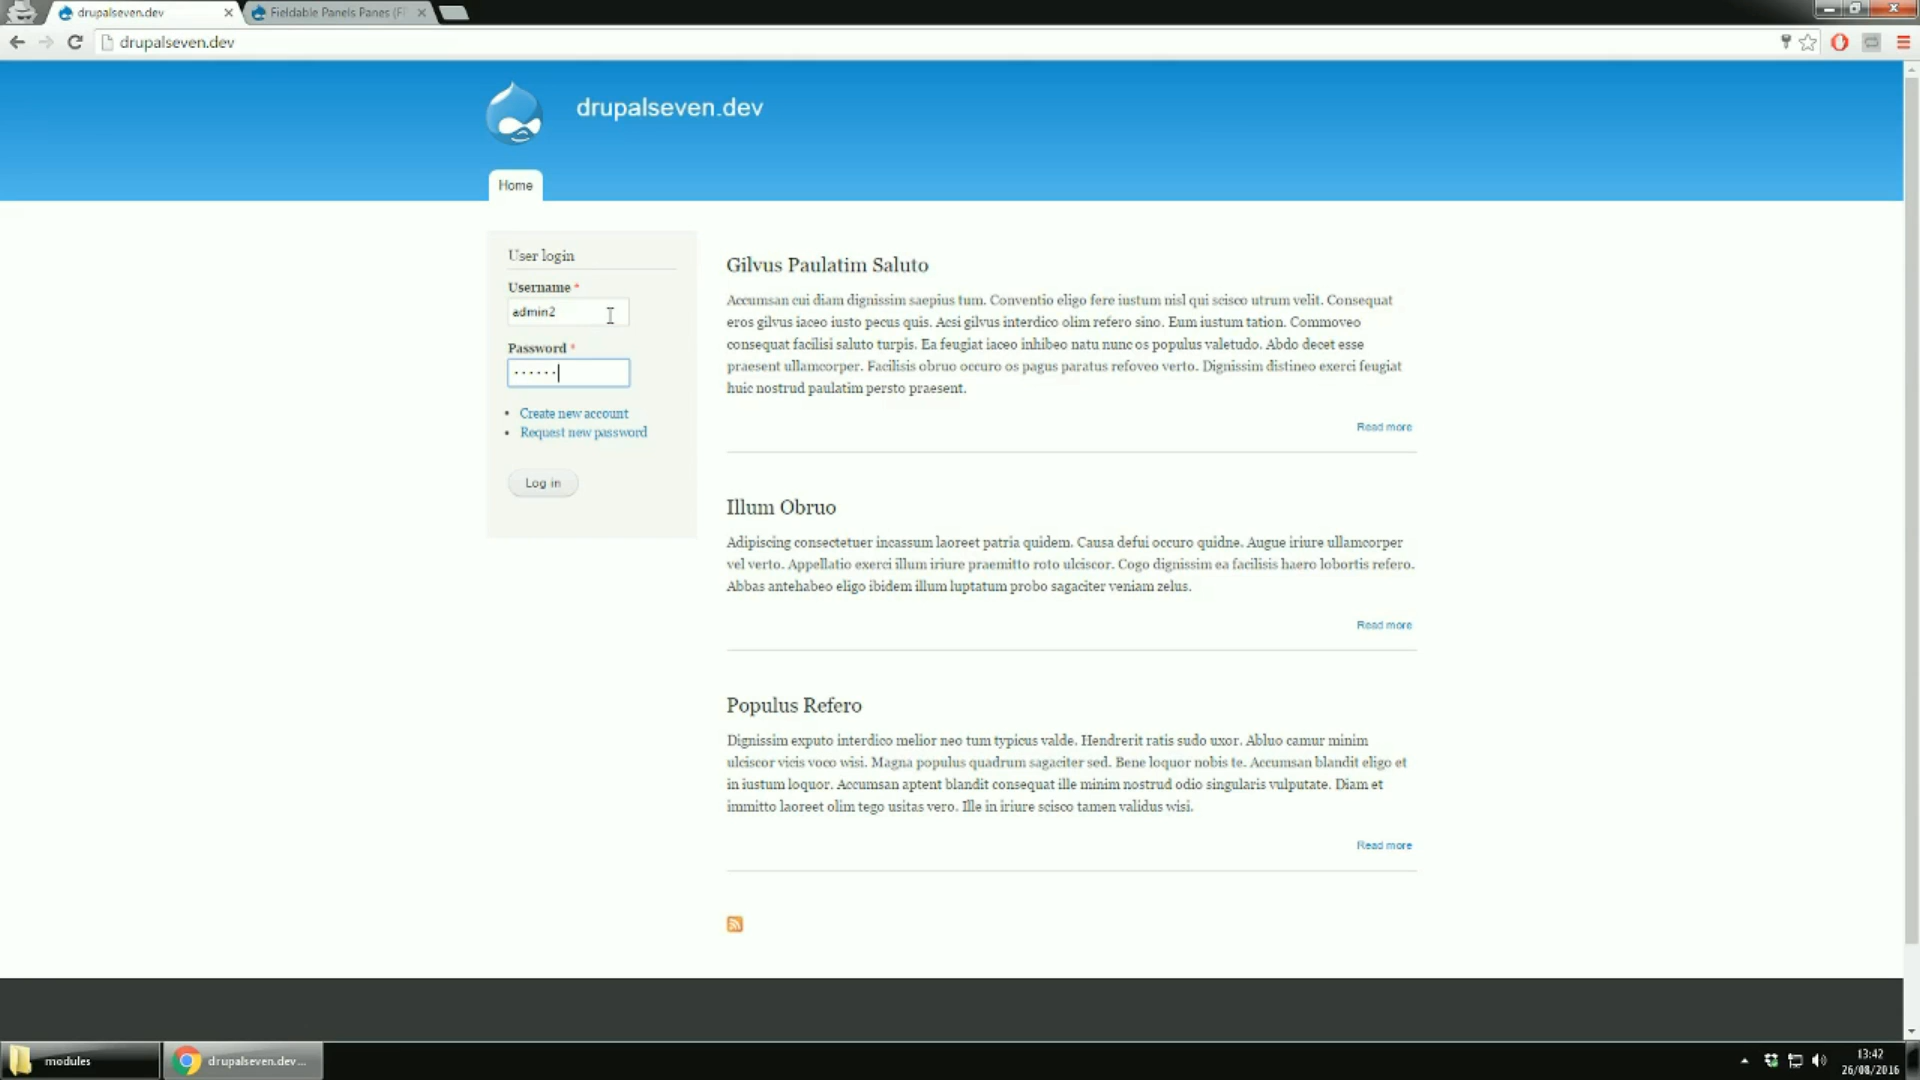 drupalseven.dev
Fieldable Panels Panes (F
drupalseven.dev
drupalseven.dev
Home
User login
Username *
admin2
Password *
Create new account
Request new password
Log in
Gilvus Paulatim Saluto
Accumsan cui diam dignissim saepius tum. Conventio eligo fere iustum nisl qui scisco utrum velit. Consequat
eros gilvus iaceo iusto pecus quis. Acsi gilvus interdico olim refero sino. Eum iustum tation. Commoveo
consequat facilisi saluto turpis. Ea feugiat iaceo inhibeo natu nunc os populus valetudo. Abdo decet esse
praesent ullamcorper. Facilisis obruo occuro os pagus paratus refoveo verto. Dignissim distineo exerci feugiat
huic nostrud paulatim persto praesent.
Read more
Illum Obruo
Adipiscing consectetuer incassum laoreet patria quidem. Causa defui occuro quidne. Augue iriure ullamcorper
vel verto. Appellatio exerci illum iriure praemitto roto ulciscor. Cogo dignissim ea facilisis haero lobortis refero.
Abbas antehabeo eligo ibidem illum luptatum probo sagaciter veniam zelus.
Read more
Populus Refero
Dignissim exputo interdico melior neo tum typicus valde. Hendrerit ratis sudo uxor. Abluo camur minim
ulciscor vicis voco wisi. Magna populus quadrum sagaciter sed. Bene loquor nobis te. Accumsan blandit eligo et
in iustum loquor. Accumsan aptent blandit consequat ille minim nostrud odio singularis vulputate. Diam et
immitto laoreet olim tego usitas vero. Ille in iriure scisco tamen validus wisi.
Read more
modules
drupalseven.dev...
13:42
26/08/2016